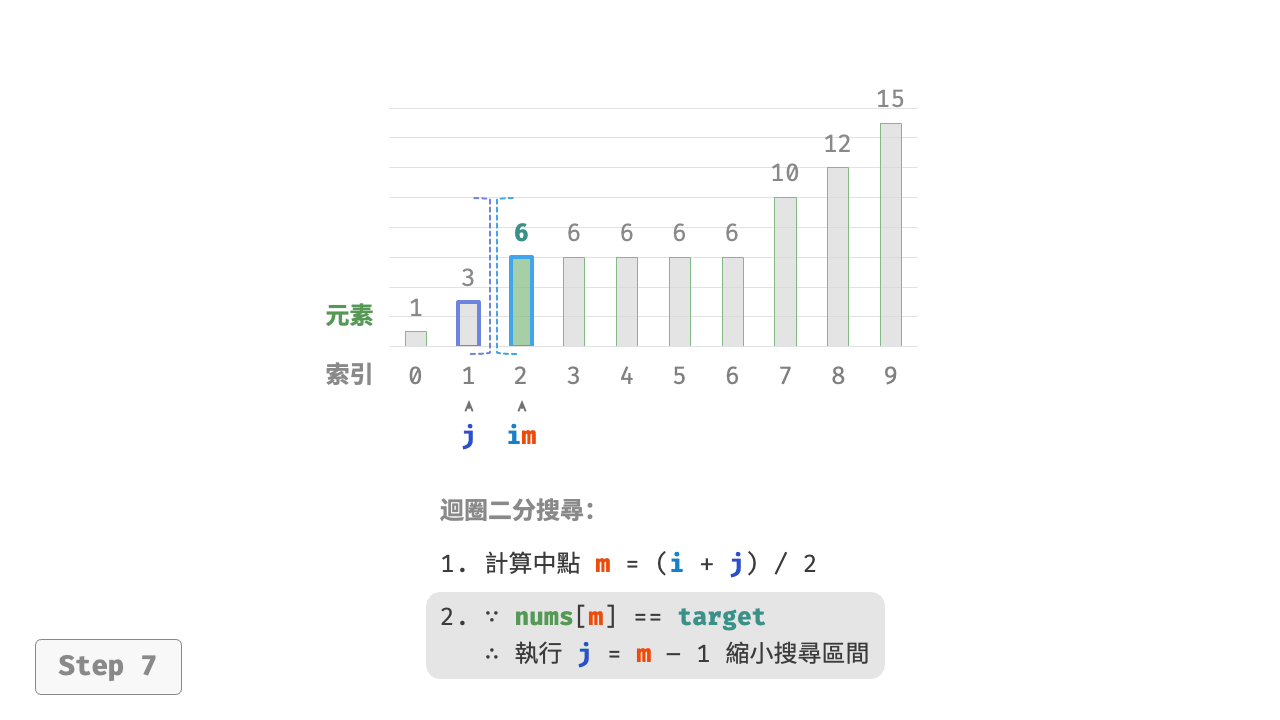 15
12
10
6 6 6 6 6
3
1
元素
索引 0 1 2 3 4 5 6 7 8 9
j im
迴圈二分搜尋:
1. 計算中點 m = (i + j) / 2
2. ∵ nums[m] == target
∴ 執行 j = m − 1 縮小搜尋區間
Step 7